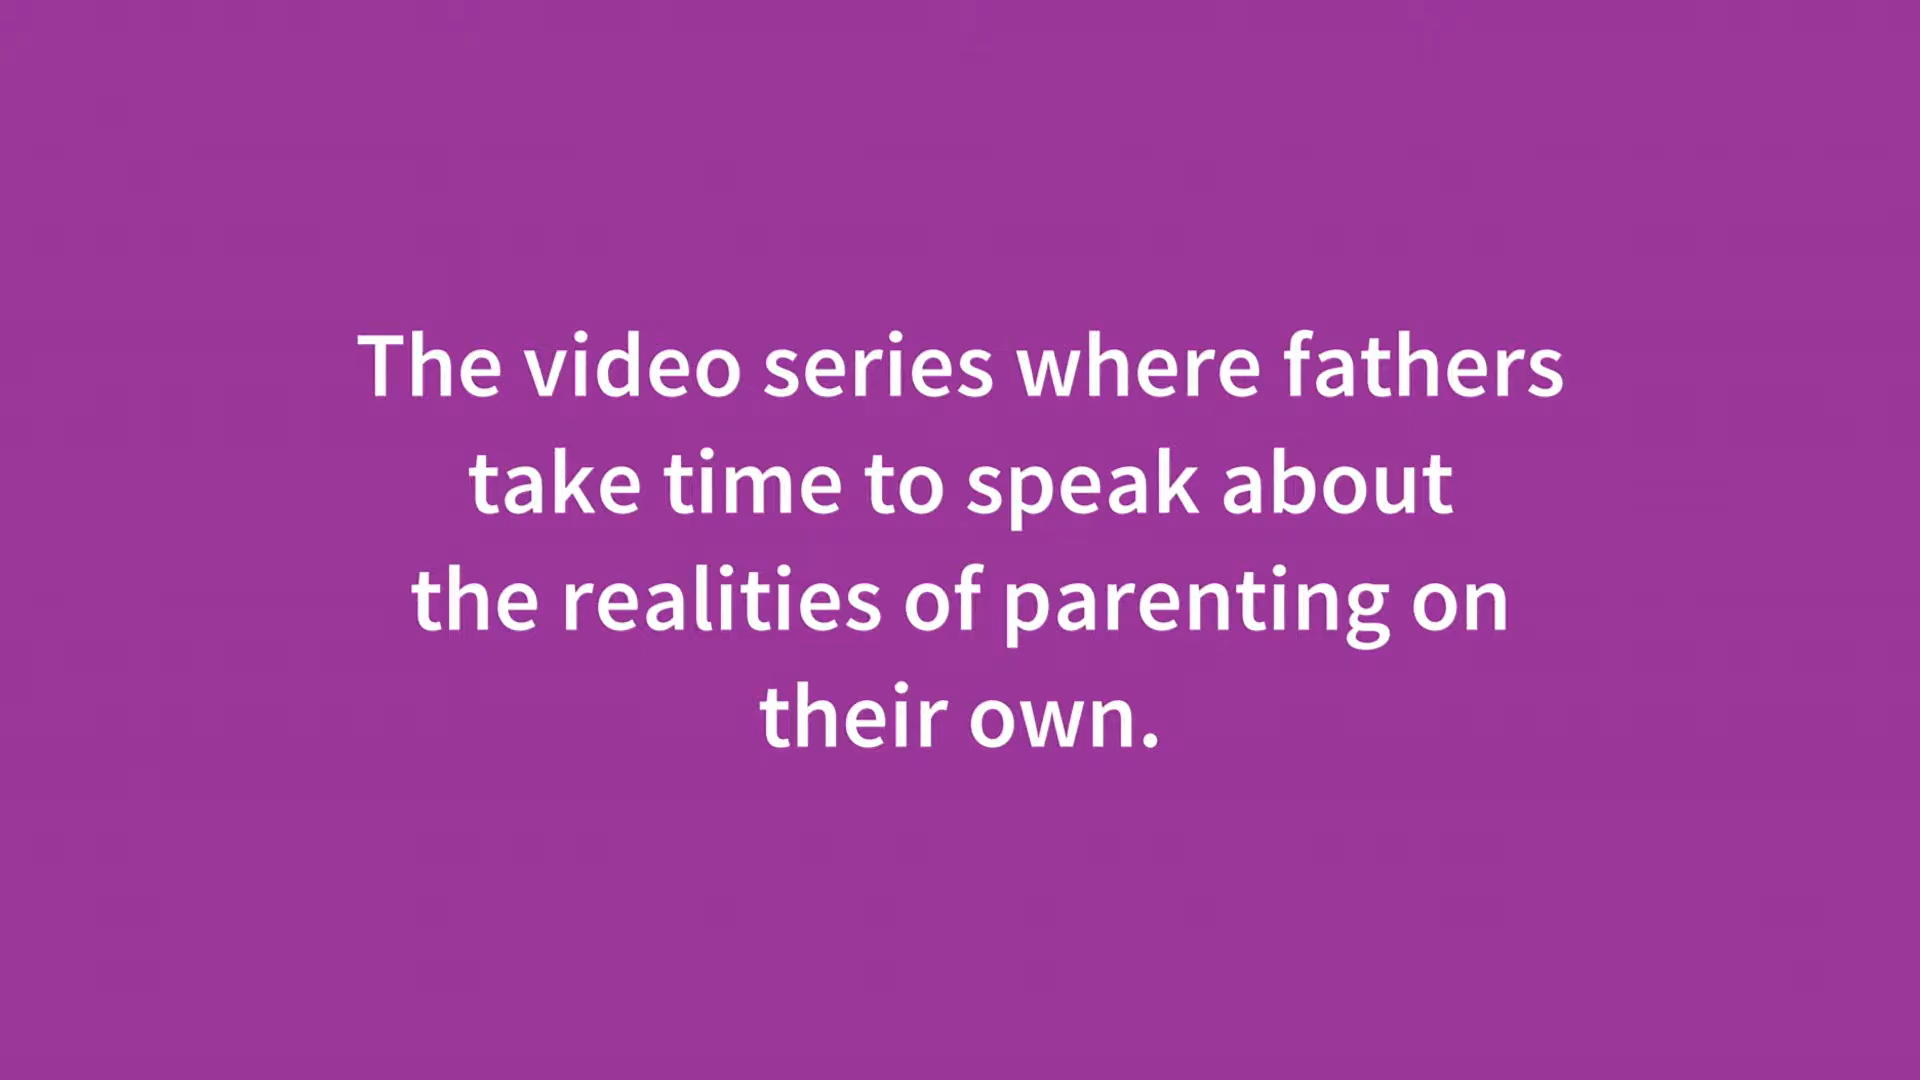 The video series where fathers
take time to speak about
the realities of parenting on
their own.